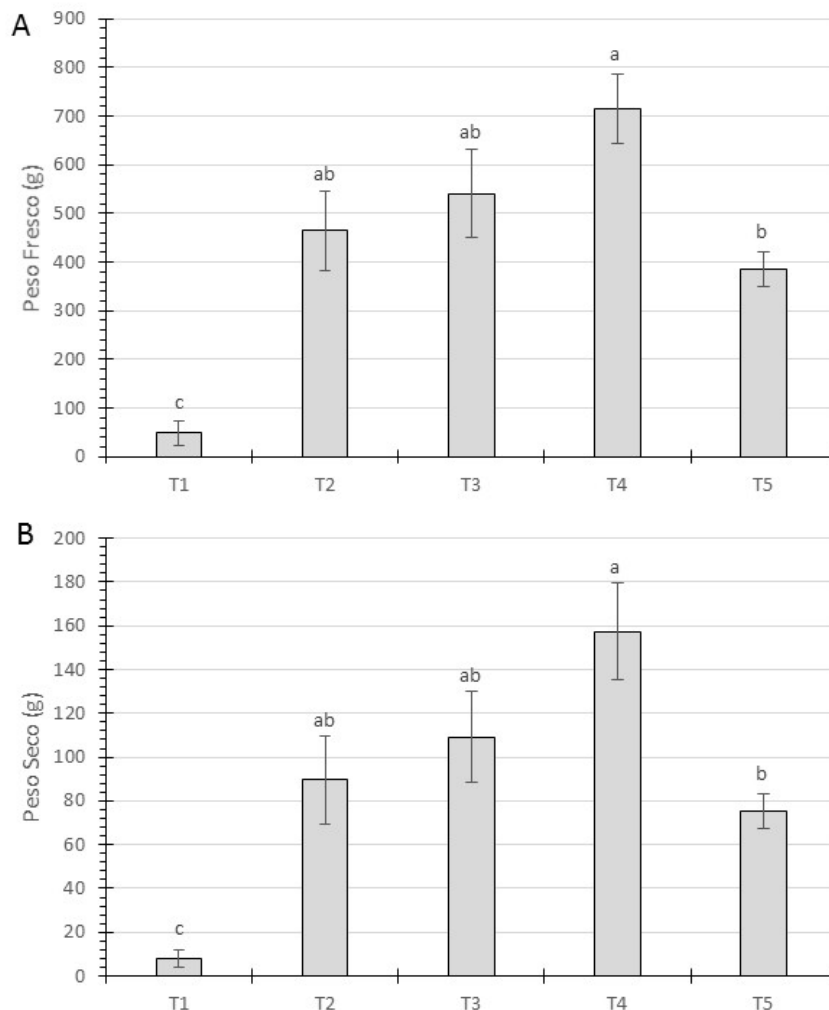 A
900
800
700
600
500
400
300
200
100
0
Peso Fresco (g)
c
ab
ab
a
b
T1 T2 T3 T4 T5
B
200
180
160
140
120
100
80
60
40
20
0
Peso Seco (g)
c
ab
ab
a
b
T1 T2 T3 T4 T5